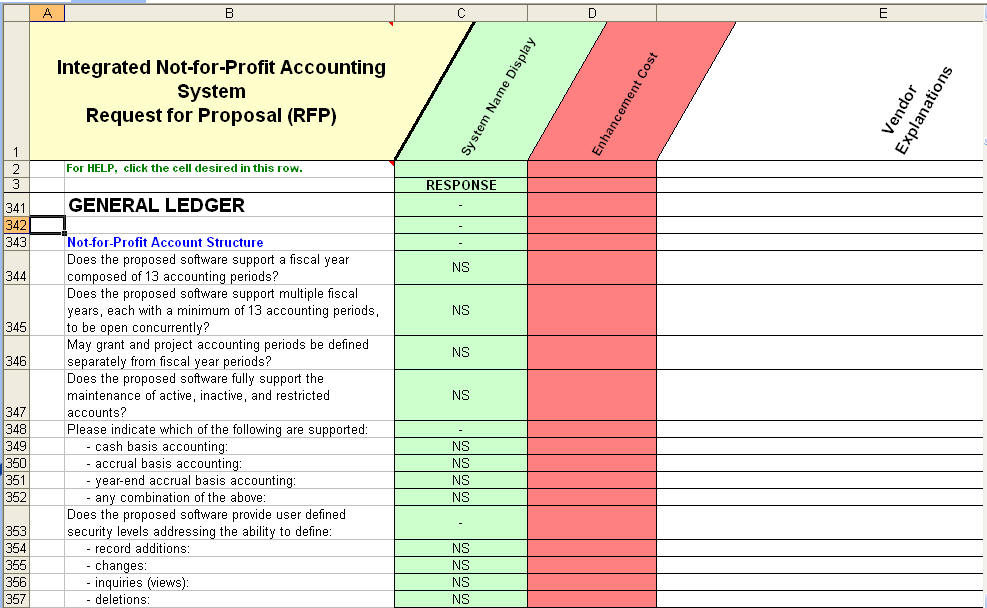 A B C D E
Integrated Not-for-Profit Accounting
System
Request for Proposal (RFP)
System Name Display
Enhancement Cost
Vendor
Explanations
1
2 For HELP, click the cell desired in this row.
3 RESPONSE
341 GENERAL LEDGER -
342 -
343 Not-for-Profit Account Structure -
Does the proposed software support a fiscal year
344 composed of 13 accounting periods? NS
Does the proposed software support multiple fiscal
years, each with a minimum of 13 accounting periods, NS
345 to be open concurrently?
May grant and project accounting periods be defined
346 separately from fiscal year periods? NS
Does the proposed software fully support the
maintenance of active, inactive, and restricted NS
347 accounts?
348 Please indicate which of the following are supported: -
349 - cash basis accounting: NS
350 - accrual basis accounting: NS
351 - year-end accrual basis accounting: NS
352 - any combination of the above: NS
Does the proposed software provide user defined
353 security levels addressing the ability to define: -
354 - record additions: NS
355 - changes: NS
356 - inquiries (views): NS
357 - deletions: NS